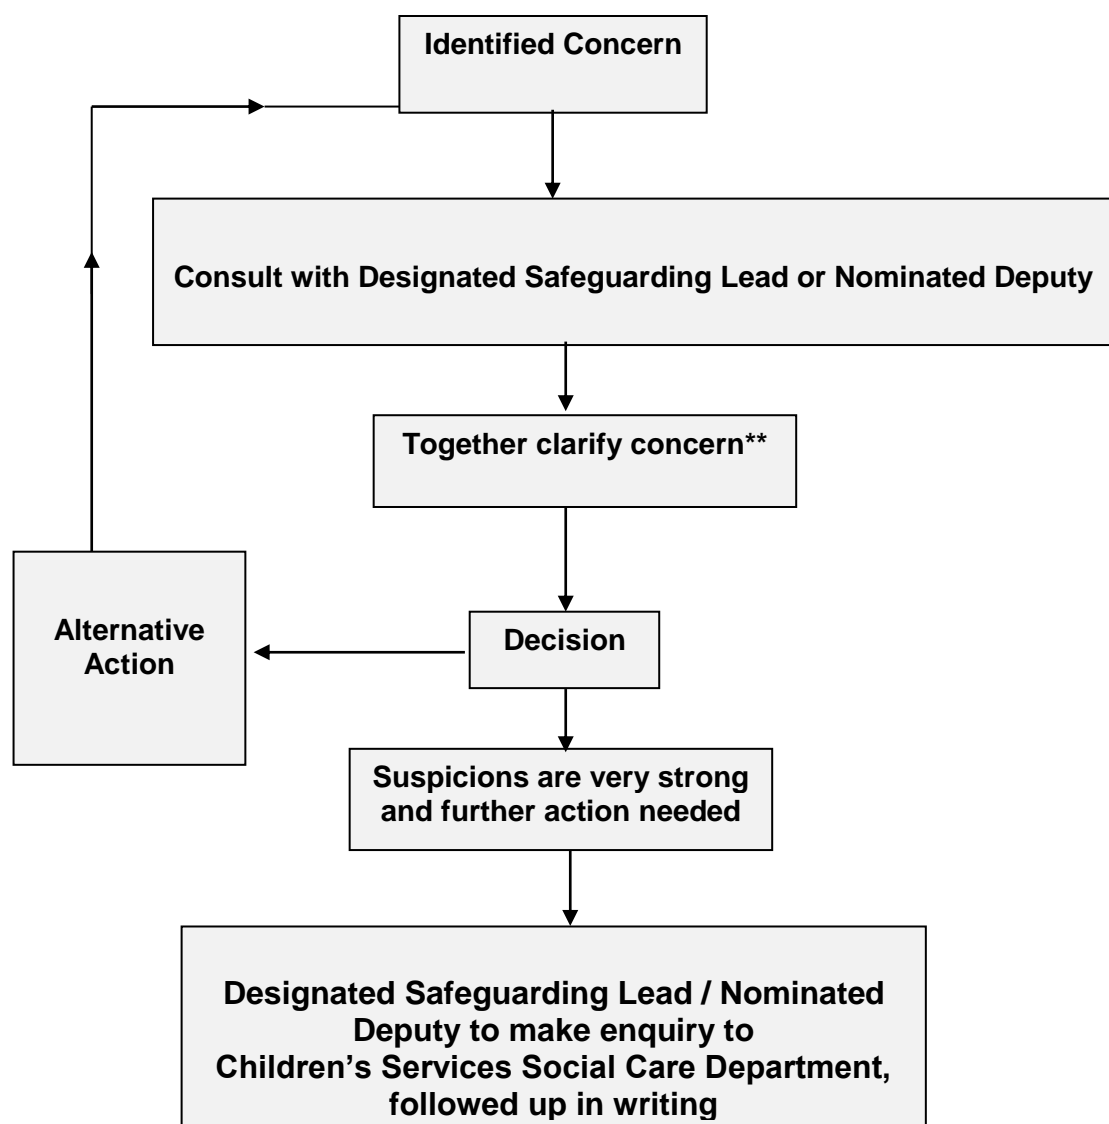 Identified Concern
Consult with Designated Safeguarding Lead or Nominated Deputy
Together clarify concern**
Alternative
Action
Decision
Suspicions are very strong
and further action needed
Designated Safeguarding Lead / Nominated
Deputy to make enquiry to
Children’s Services Social Care Department,
followed up in writing